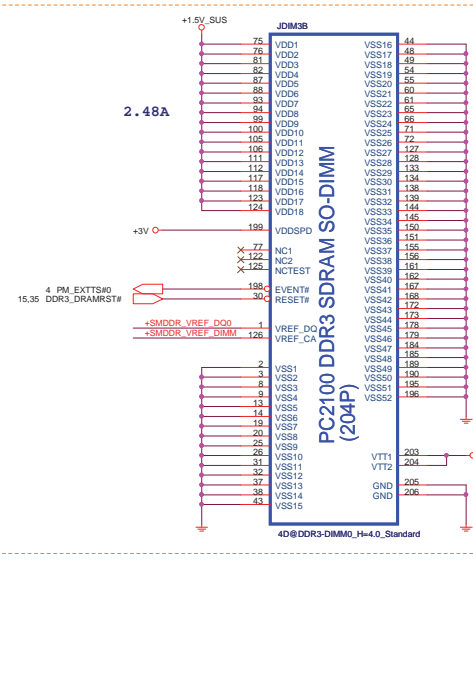 +1.5V_SUS
JDIM3B
75 VDD1 VSS16 44
76 VDD2 VSS17 48
81 VDD3 VSS18 49
82 VDD4 VSS19 54
87 VDD5 VSS20 55
88 VDD6 VSS21 60
93 VDD7 VSS22 61
94 VDD8 VSS23 65
99 VDD9 VSS24 66
100 VDD10 VSS25 71
105 VDD11 VSS26 72
106 VDD12 VSS27 127
111 VDD13 VSS28 128
112 VDD14 VSS29 133
117 VDD15 VSS30 134
118 VDD16 VSS31 138
123 VDD17 VSS32 139
124 VDD18 VSS33 144
2.48A
VSS34 145
+3V 199 VDDSPD VSS35 150
VSS36 151
77 NC1 VSS37 155
122 NC2 VSS38 156
125 NCTEST VSS39 161
VSS40 162
4 PM_EXTTS#0 198 EVENT# VSS41 167
15,35 DDR3_DRAMRST# 30 RESET# VSS42 168
VSS43 172
VSS44 173
+SMDDR_VREF_DQ0 1 VREF_DQ VSS45 178
+SMDDR_VREF_DIMM 126 VREF_CA VSS46 179
VSS47 184
VSS48 185
2 VSS1 VSS49 189
3 VSS2 VSS50 190
8 VSS3 VSS51 195
9 VSS4 VSS52 196
13 VSS5
14 VSS6
19 VSS7
20 VSS8
25 VSS9
26 VSS10 VTT1 203
31 VSS11 VTT2 204
32 VSS12
37 VSS13 GND 205
38 VSS14 GND 206
43 VSS15
PC2100 DDR3 SDRAM SO-DIMM
(204P)
4D@DDR3-DIMM0_H=4.0_Standard